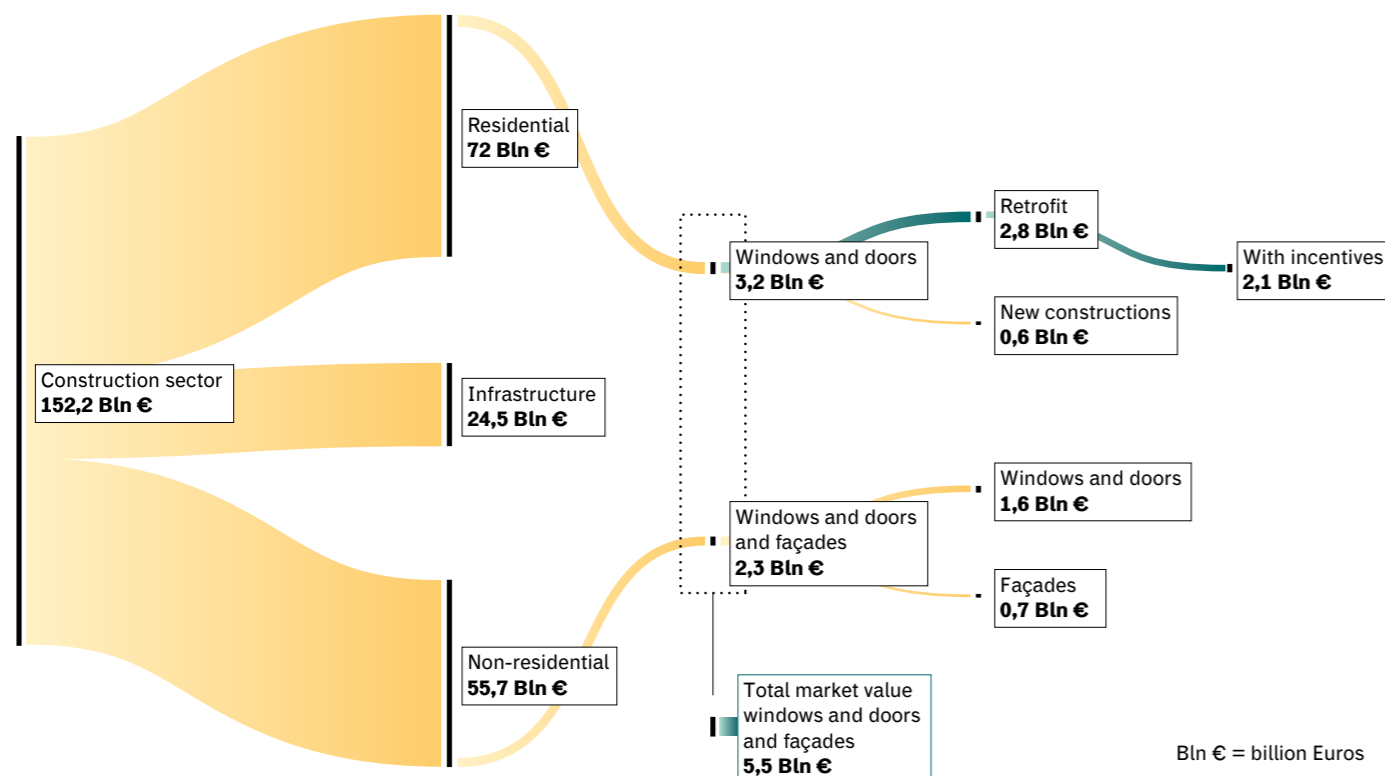 Construction sector
152,2 Bln €
Residential
72 Bln €
Infrastructure
24,5 Bln €
Non-residential
55,7 Bln €
Windows and doors
3,2 Bln €
Windows and doors
and façades
2,3 Bln €
Total market value
windows and doors
and façades
5,5 Bln €
Retrofit
2,8 Bln €
New constructions
0,6 Bln €
Windows and doors
1,6 Bln €
Façades
0,7 Bln €
With incentives
2,1 Bln €
Bln € = billion Euros